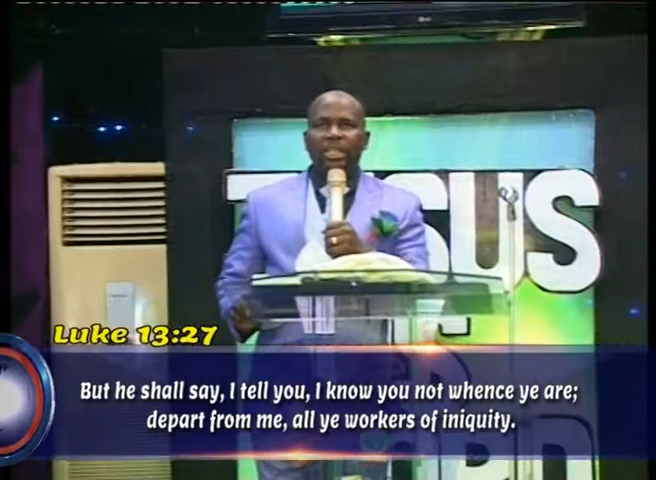 SUS
Luke 13:27
But he shall say, I tell you, I know you not whence ye are;
depart from me, all ye workers of iniquity.